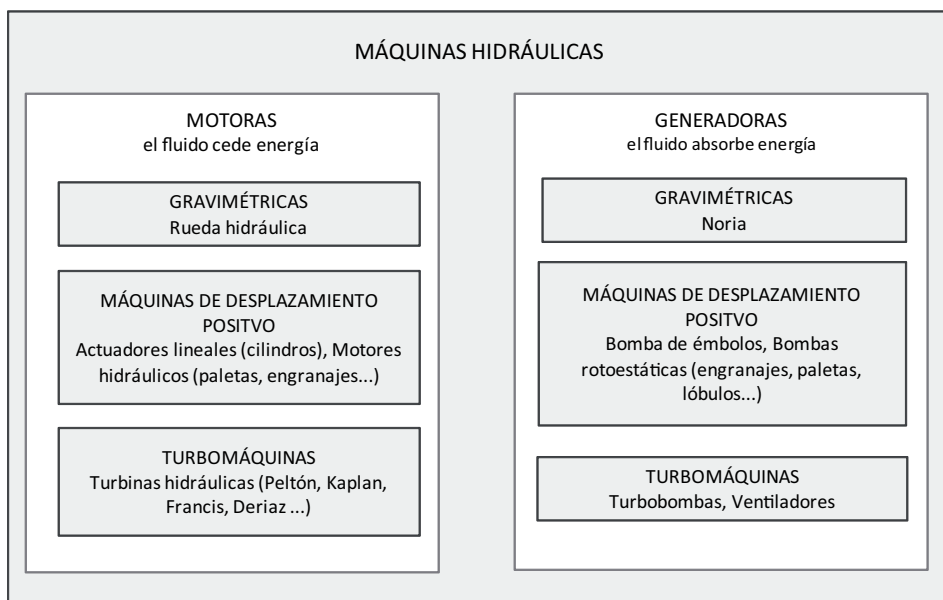 MÁQUINAS HIDRÁULICAS
MOTORAS
el fluido cede energía
GRAVIMÉTRICAS
Rueda hidráulica
MÁQUINAS DE DESPLAZAMIENTO
POSITVO
Actuadores lineales (cilindros), Motores
hidráulicos (paletas, engranajes...)
TURBOMÁQUINAS
Turbinas hidráulicas (Peltón, Kaplan,
Francis, Deriaz ...)
GENERADORAS
el fluido absorbe energía
GRAVIMÉTRICAS
Noria
MÁQUINAS DE DESPLAZAMIENTO
POSITVO
Bomba de émbolos, Bombas
rotoestáticas (engranajes, paletas,
lóbulos...)
TURBOMÁQUINAS
Turbobombas, Ventiladores